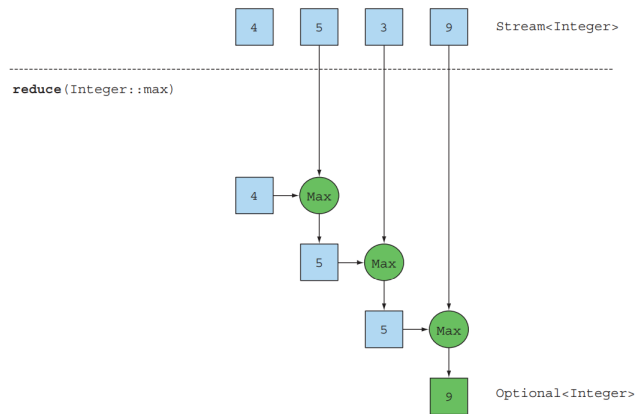 4 5 3 9 Stream<Integer>
reduce(Integer::max)
4 Max
5 Max
5 Max
9 Optional<Integer>